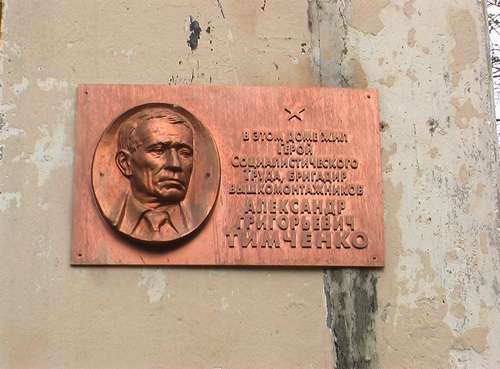 В ЭТОМ ДОМЕ ЖИЛ
ГЕРОЙ
СОЦИАЛИСТИЧЕСКОГО
ТРУДА, БРИГАДИР
ВЫШКОМОНТАЖНИКОВ
АЛЕКСАНДР
ГРИГОРЬЕВИЧ
ТИМЧЕНКО